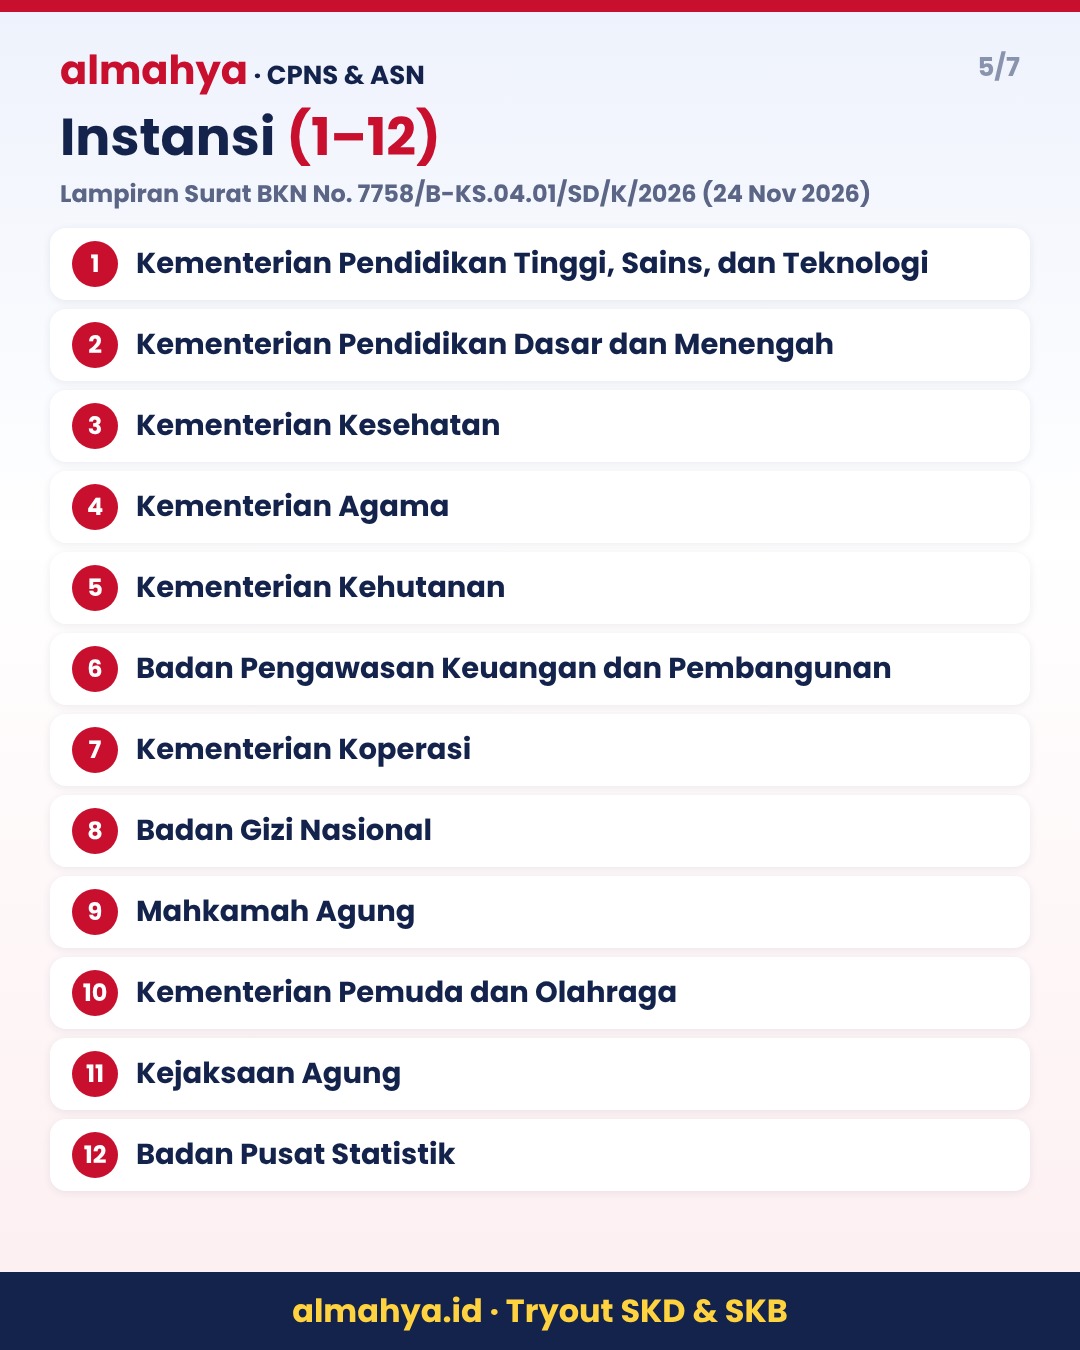 almahya · CPNS & ASN
5/7
Instansi (1–12)
Lampiran Surat BKN No. 7758/B-KS.04.01/SD/K/2026 (24 Nov 2026)
1 Kementerian Pendidikan Tinggi, Sains, dan Teknologi
2 Kementerian Pendidikan Dasar dan Menengah
3 Kementerian Kesehatan
4 Kementerian Agama
5 Kementerian Kehutanan
6 Badan Pengawasan Keuangan dan Pembangunan
7 Kementerian Koperasi
8 Badan Gizi Nasional
9 Mahkamah Agung
10 Kementerian Pemuda dan Olahraga
11 Kejaksaan Agung
12 Badan Pusat Statistik
almahya.id · Tryout SKD & SKB